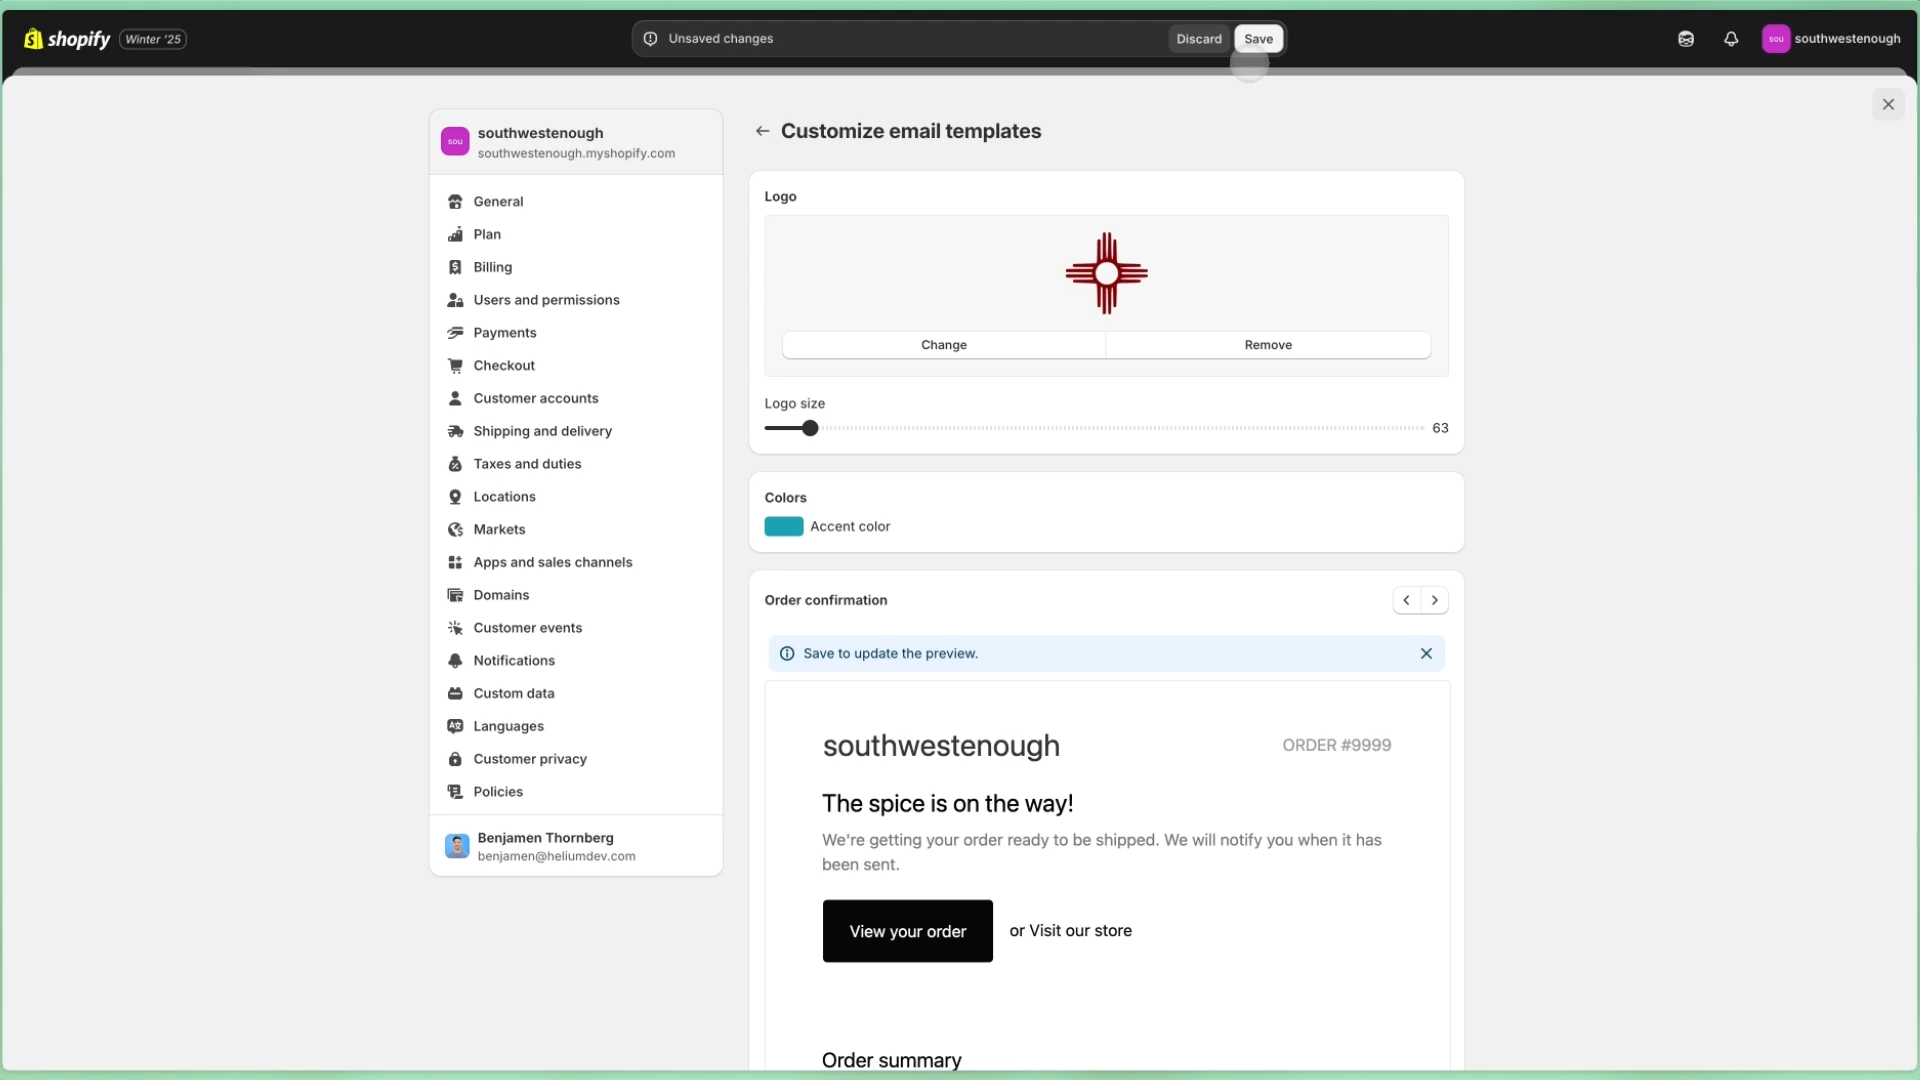 shopify
Winter '25
Unsaved changes
Discard
Save
sou
southwestenough
sou
southwestenough
southwestenough.myshopify.com
General
Plan
Billing
Users and permissions
Payments
Checkout
Customer accounts
Shipping and delivery
Taxes and duties
Locations
Markets
Apps and sales channels
Domains
Customer events
Notifications
Custom data
Languages
Customer privacy
Policies
Benjamen Thornberg
benjamen@heliumdev.com
Customize email templates
Logo
Change
Remove
Logo size
63
Colors
Accent color
Order confirmation
Save to update the preview.
southwestenough
ORDER #9999
The spice is on the way!
We're getting your order ready to be shipped. We will notify you when it has
been sent.
View your order
or Visit our store
Order summary